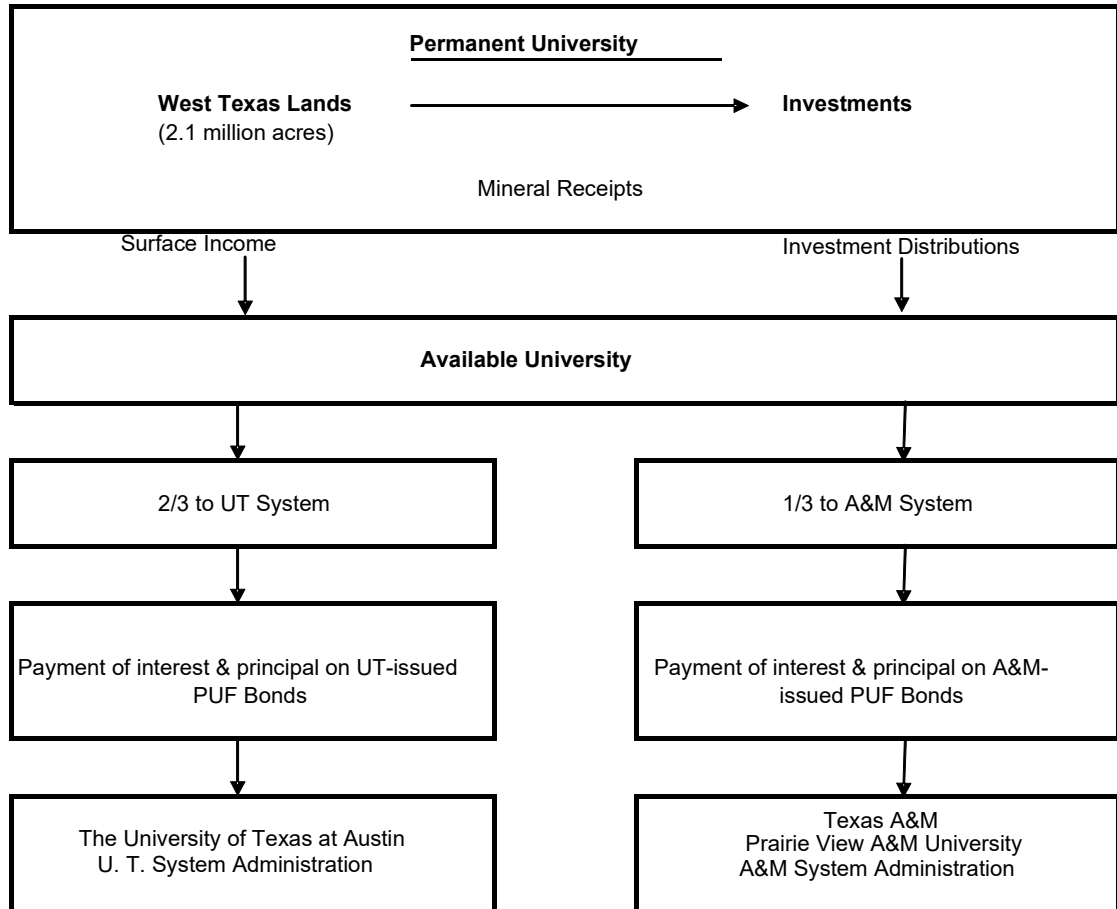 Permanent University
West Texas Lands
Investments
(2.1 million acres)
Mineral Receipts
Surface Income
Investment Distributions
Available University
2/3 to UT System
1/3 to A&M System
Payment of interest & principal on UT-issued
PUF Bonds
Payment of interest & principal on A&M-
issued PUF Bonds
The University of Texas at Austin
U. T. System Administration
Texas A&M
Prairie View A&M University
A&M System Administration